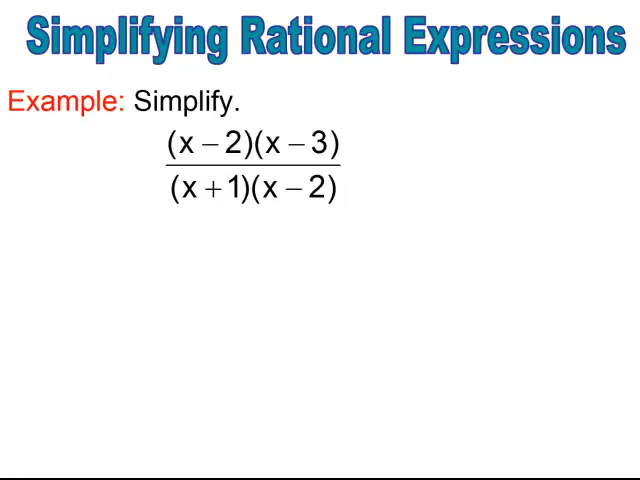 Simplifying Rational Expressions
Example: Simplify.
(x − 2)(x − 3)
(x + 1)(x − 2)